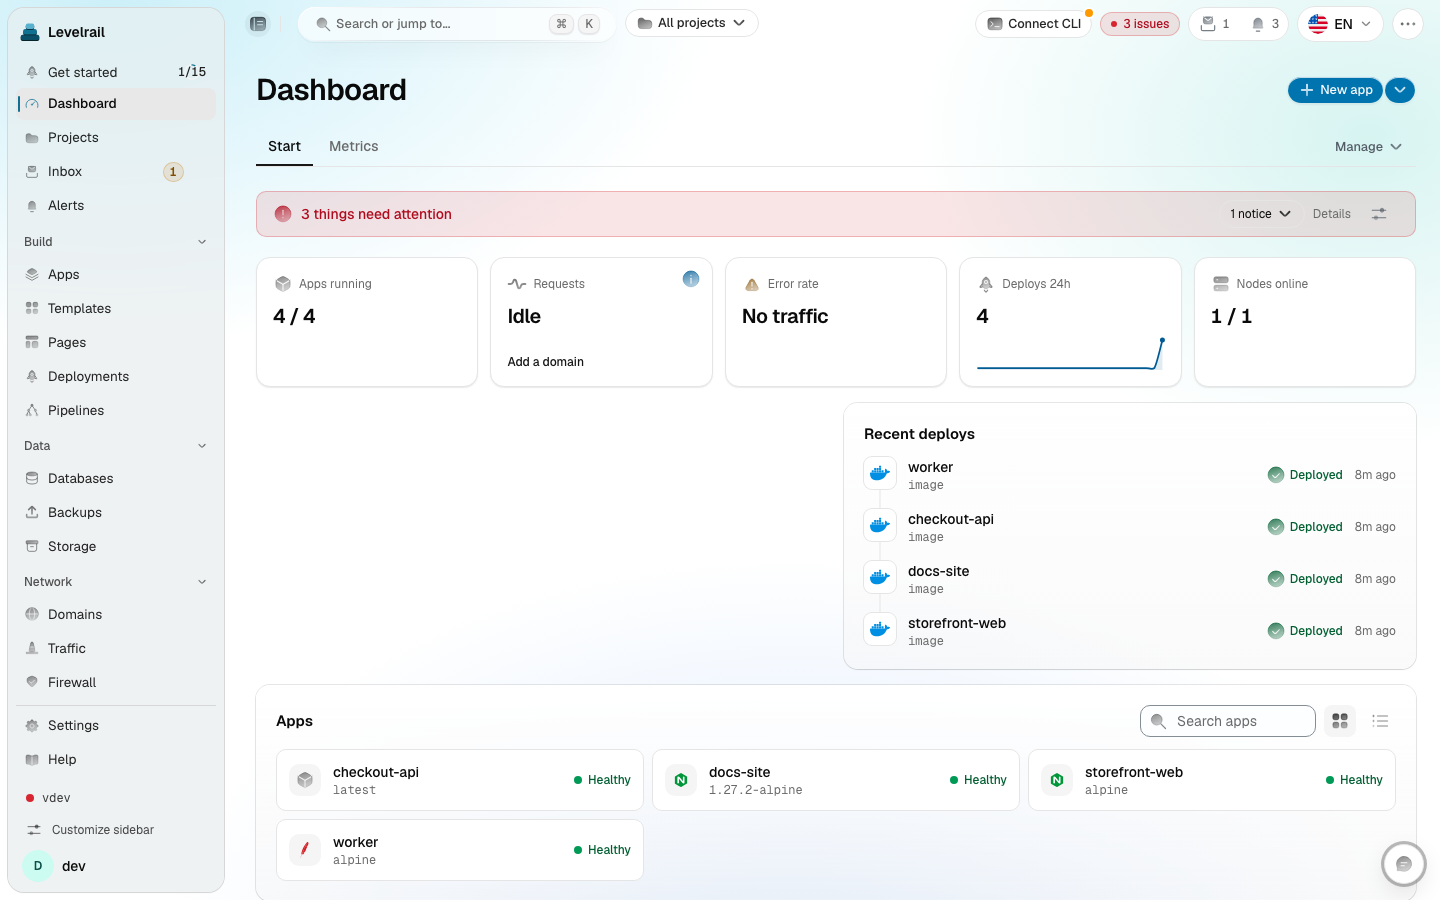 Levelrail
Get started
1/15
Dashboard
Projects
Inbox
1
Alerts
Build
Apps
Templates
Pages
Deployments
Pipelines
Data
Databases
Backups
Storage
Network
Domains
Traffic
Firewall
Settings
Help
vdev
Customize sidebar
D
dev
Search or jump to...
⌘
K
All projects
Connect CLI
3 issues
1
3
EN
Dashboard
New app
Start
Metrics
Manage
3 things need attention
1 notice
Details
Apps running
4 / 4
Requests
Idle
Add a domain
Error rate
No traffic
Deploys 24h
4
Nodes online
1 / 1
Recent deploys
worker
image
Deployed
8m ago
checkout-api
image
Deployed
8m ago
docs-site
image
Deployed
8m ago
storefront-web
image
Deployed
8m ago
Apps
Search apps
checkout-api
latest
Healthy
docs-site
1.27.2-alpine
Healthy
storefront-web
alpine
Healthy
worker
alpine
Healthy